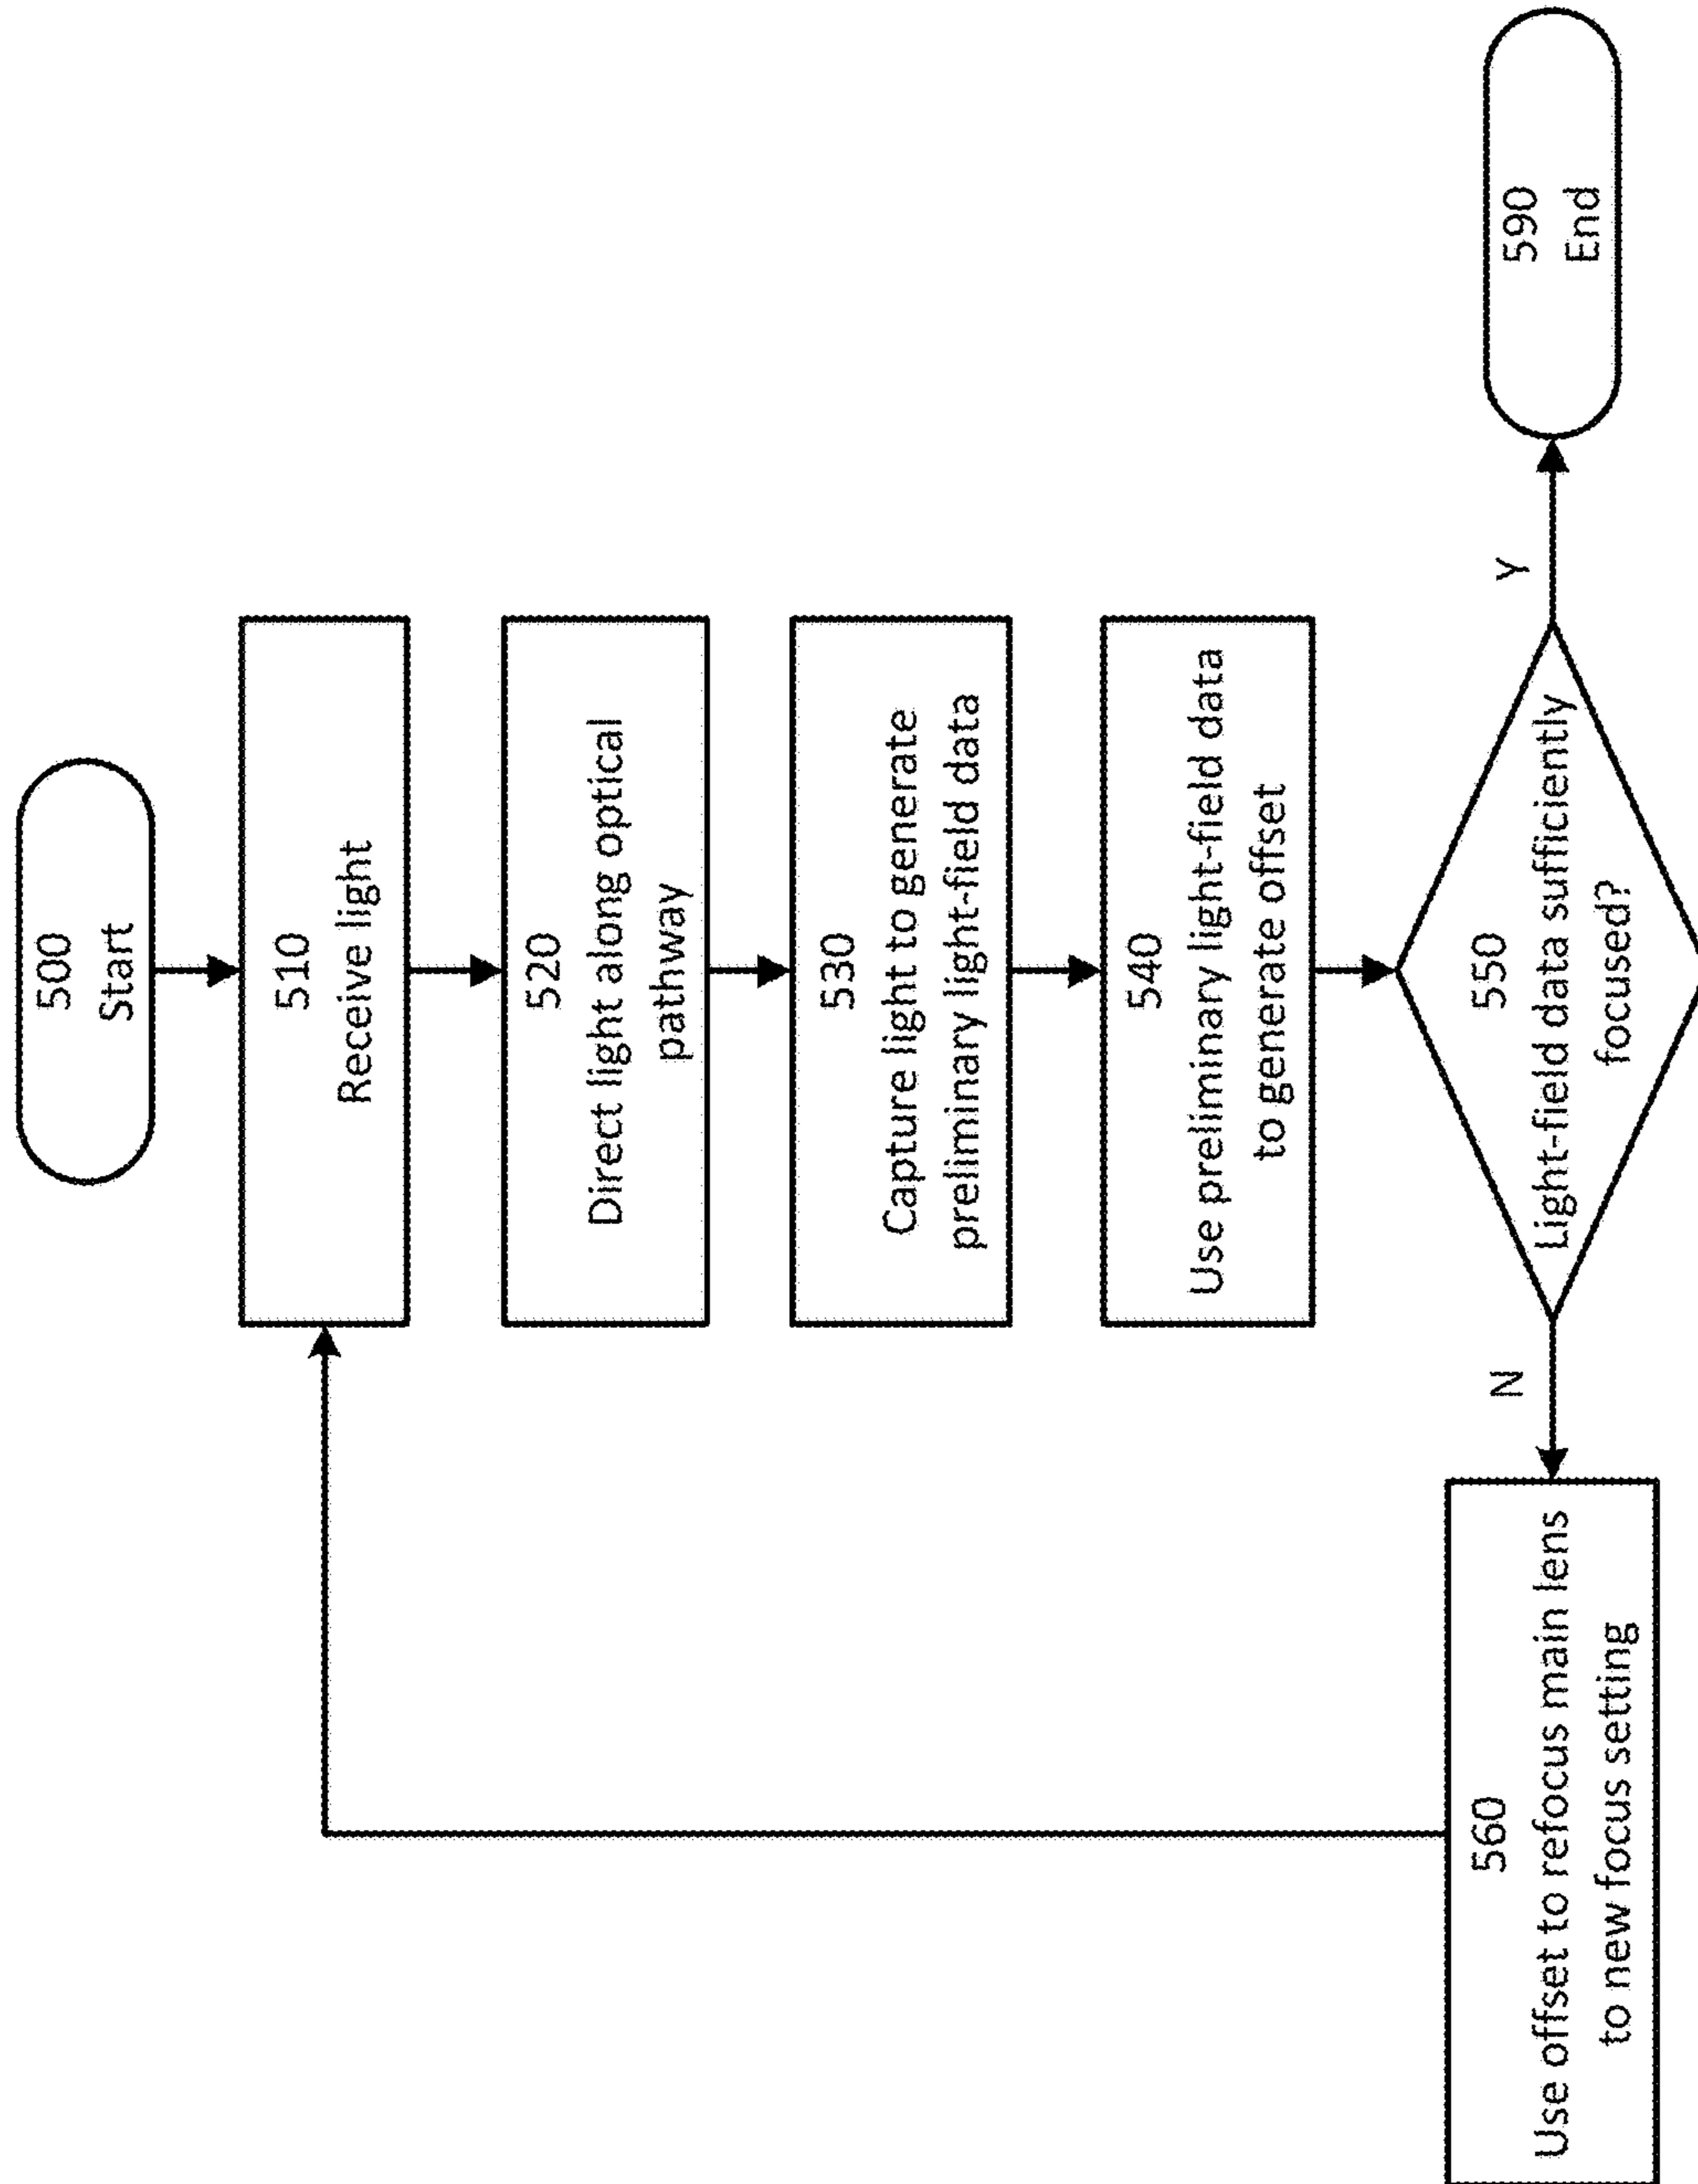 500
Start
510
Receive light
520
Direct light along optical
pathway
530
Capture light to generate
preliminary light-field data
540
Use preliminary light-field data
to generate offset
550
Light-field data sufficiently
focused?
Y
590
End
N
560
Use offset to refocus main lens
to new focus setting